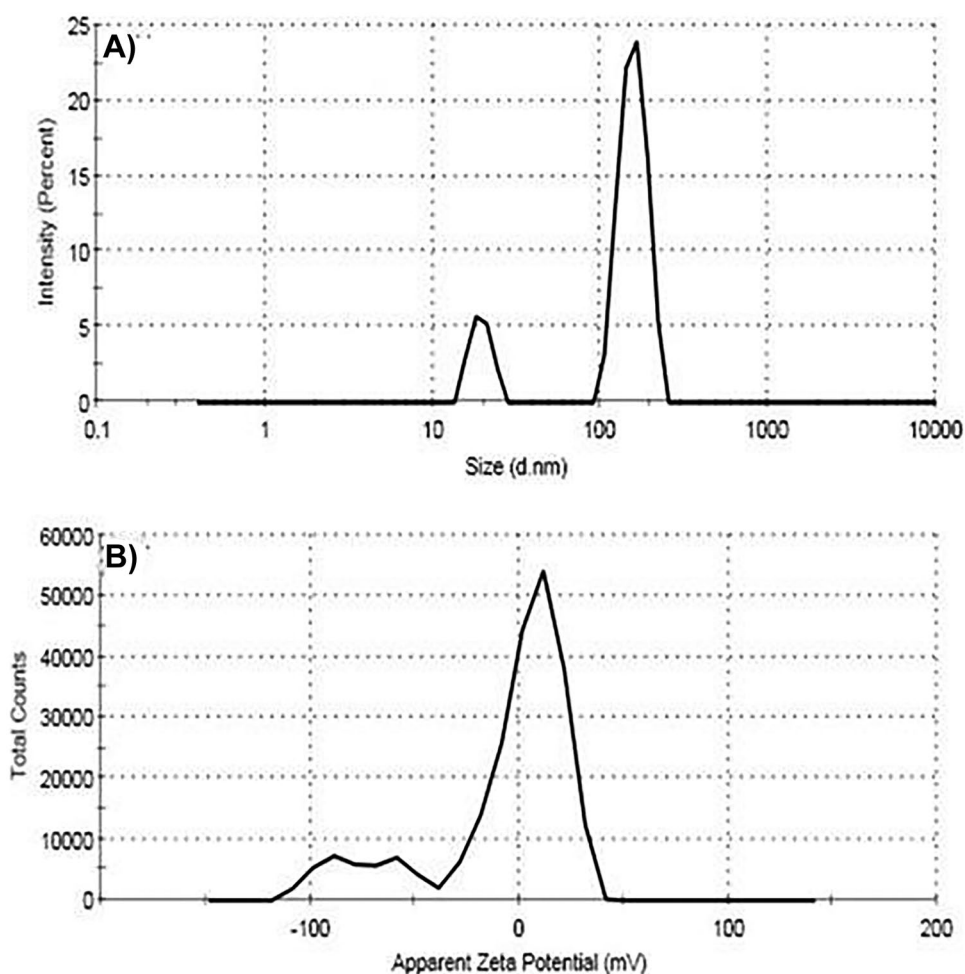 A)
25
20
15
10
5
0
Intensity (Percent)
0.1 1 10 100 1000 10000
Size (d.nm)
B)
60000
50000
40000
30000
20000
10000
0
Total Counts
-100 0 100 200
Apparent Zeta Potential (mV)